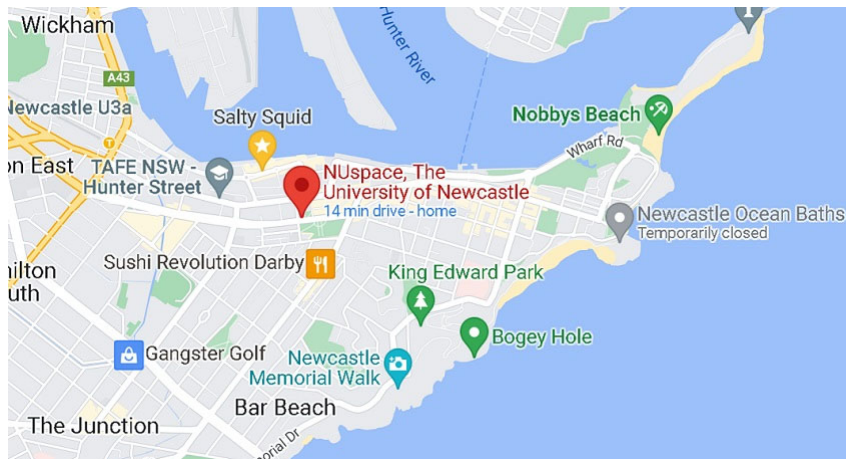 Wickham
Hunter River
A43
Newcastle U3a
Salty Squid
Nobbys Beach
Wharf Rd
on East
TAFE NSW -
Hunter Street
NUspace, The
University of Newcastle
14 min drive - home
Newcastle Ocean Baths
Temporarily closed
Sushi Revolution Darby
milton
uth
King Edward Park
Bogey Hole
Gangster Golf
Newcastle
Memorial Walk
Bar Beach
The Junction
orial Dr